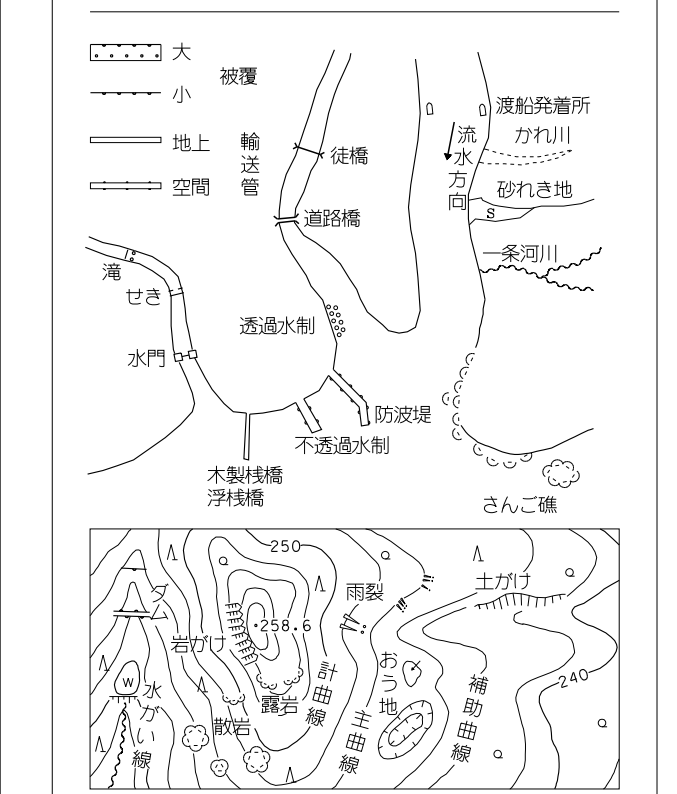 大
被覆
小
地上
輸送管
空間
徒橋
道路橋
渡船発着所
かれ川
流水方向
砂れき地
s
一条河川
滝
せき
水門
透過水制
防波堤
不透過水制
木製桟橋
浮桟橋
さんご礁
250
土がけ
雨裂
ダム
258.6
岩がけ
計曲線
おう地
補助曲線
240
W
水がい線
露岩
散岩
主曲線